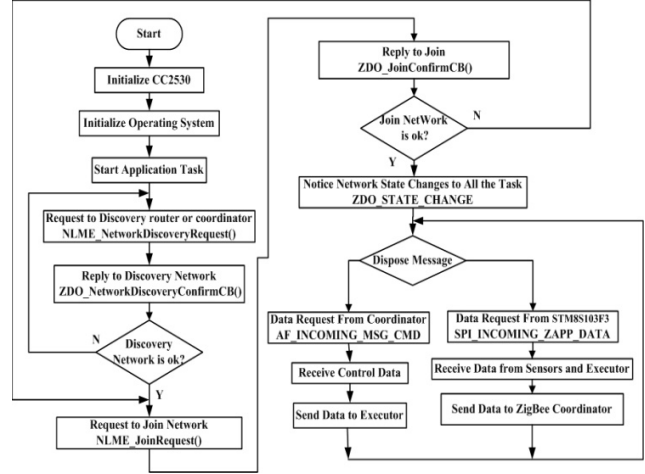 Start
Initialize CC2530
Initialize Operating System
Start Application Task
Request to Discovery router or coordinator
NLME_NetworkDiscoveryRequest()
Reply to Discovery Network
ZDO_NetworkDiscoveryConfirmCB()
N
Discovery
Network is ok?
Y
Request to Join Network
NLME_JoinRequest()
Reply to Join
ZDO_JoinConfirmCB()
Join NetWork
is ok?
N
Y
Notice Network State Changes to All the Task
ZDO_STATE_CHANGE
Dispose Message
Data Request From Coordinator
AF_INCOMING_MSG_CMD
Receive Control Data
Send Data to Executor
Data Request From STM8S103F3
SPI_INCOMING_ZAPP_DATA
Receive Data from Sensors and Executor
Send Data to ZigBee Coordinator